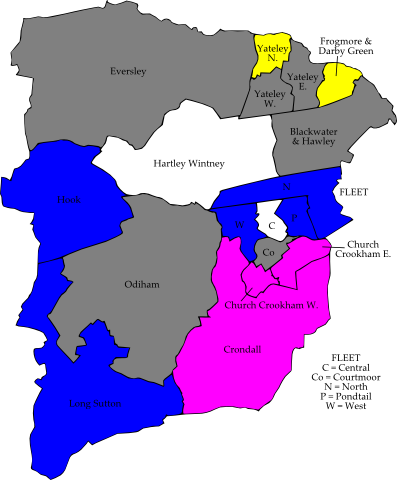 Frogmore &
Darby Green
Yateley
N.
Eversley
Yateley
E.
Yateley
W.
Blackwater
& Hawley
Hartley Wintney
N
FLEET
Hook
W
C
P
Church
Crookham E.
Co
Odiham
Church Crookham W.
Crondall
FLEET
C = Central
Co = Courtmoor
N = North
P = Pondtail
W = West
Long Sutton